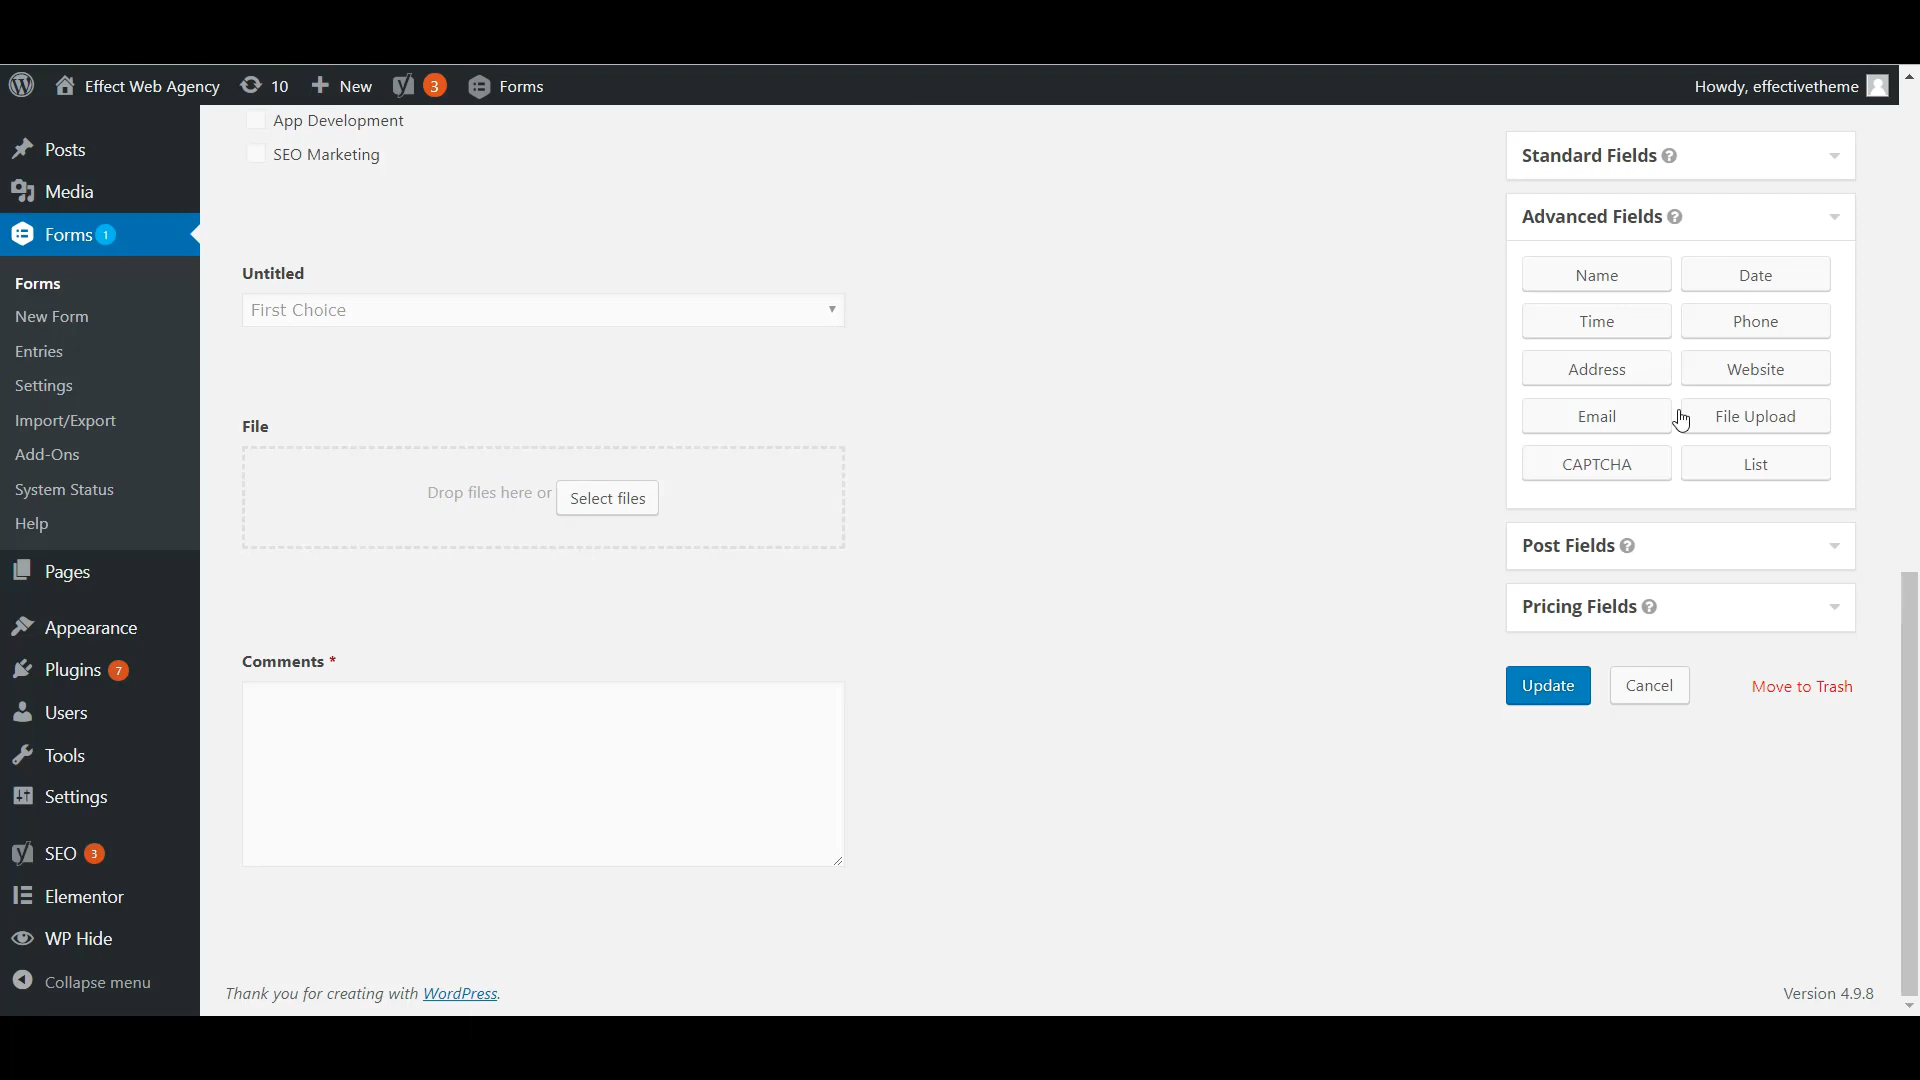 Effect Web Agency 10 New 3 Forms Howdy, effectivetheme
Posts
Media
Forms 1
Forms
New Form
Entries
Settings
Import/Export
Add-Ons
System Status
Help
Pages
Appearance
Plugins 7
Users
Tools
Settings
SEO 3
Elementor
WP Hide
Collapse menu
App Development
SEO Marketing
Untitled
First Choice
File
Drop files here or Select files
Comments *
Thank you for creating with WordPress.
Standard Fields ?
Advanced Fields ?
Name Date
Time Phone
Address Website
Email File Upload
CAPTCHA List
Post Fields ?
Pricing Fields ?
Update Cancel Move to Trash
Version 4.9.8